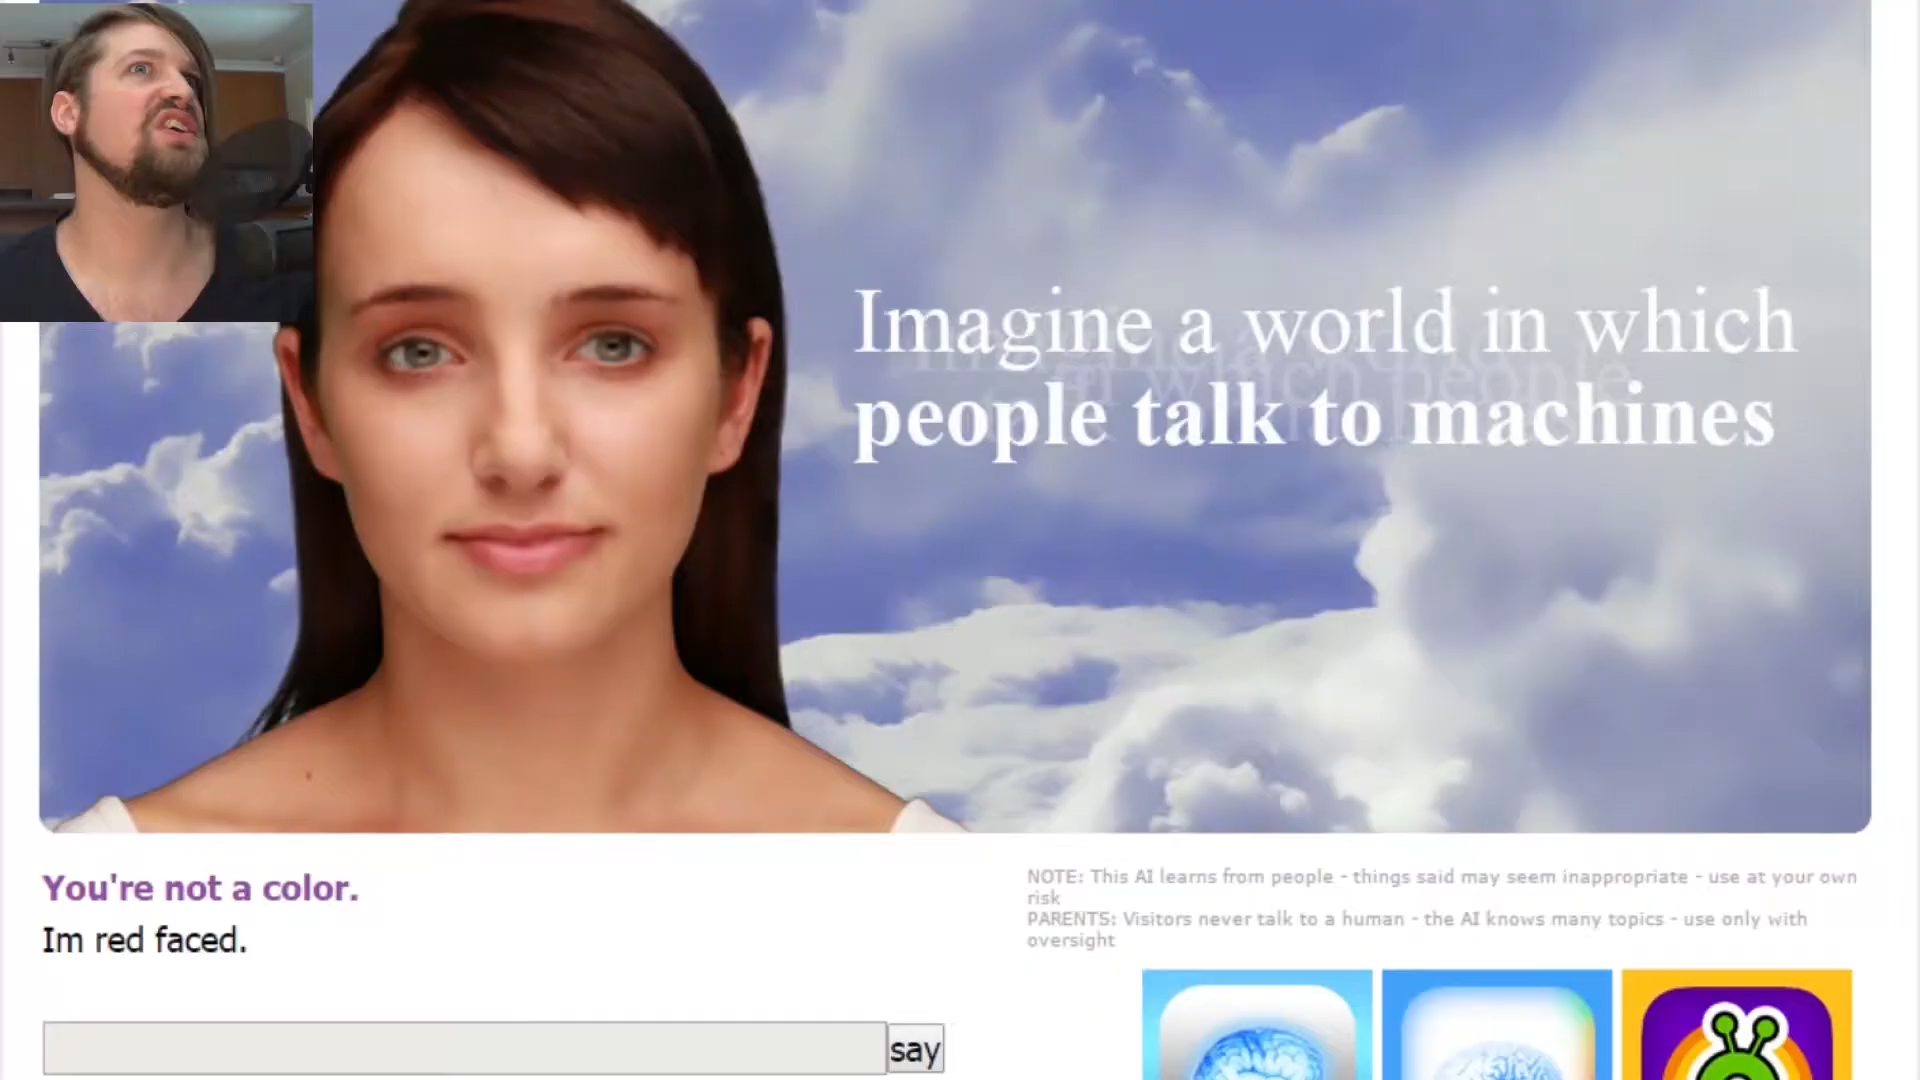 Imagine a world in which
people talk to machines
You're not a color.
Im red faced.
say
NOTE: This AI learns from people - things said may seem inappropriate - use at your own
risk
PARENTS: Visitors never talk to a human - the AI knows many topics - use only with
oversight